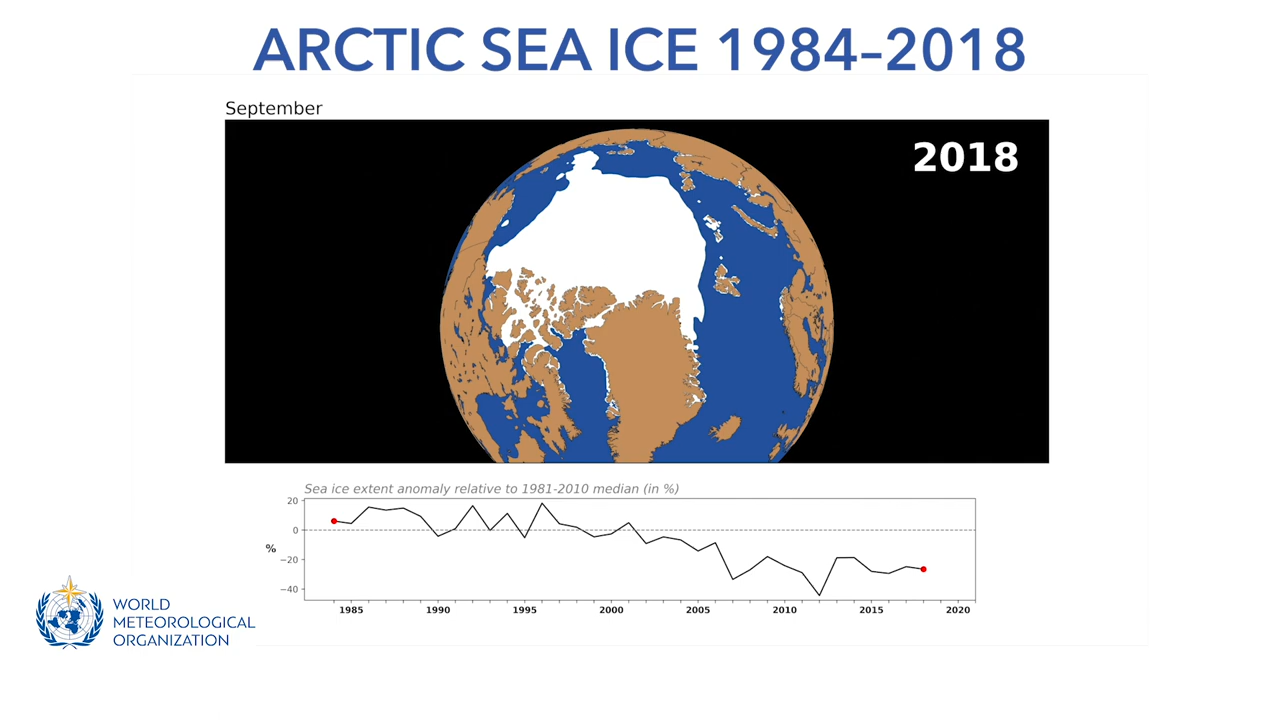 ARCTIC SEA ICE 1984–2018
September
2018
Sea ice extent anomaly relative to 1981-2010 median (in %)
20
0
%
−20
−40
1985 1990 1995 2000 2005 2010 2015 2020
WORLD
METEOROLOGICAL
ORGANIZATION